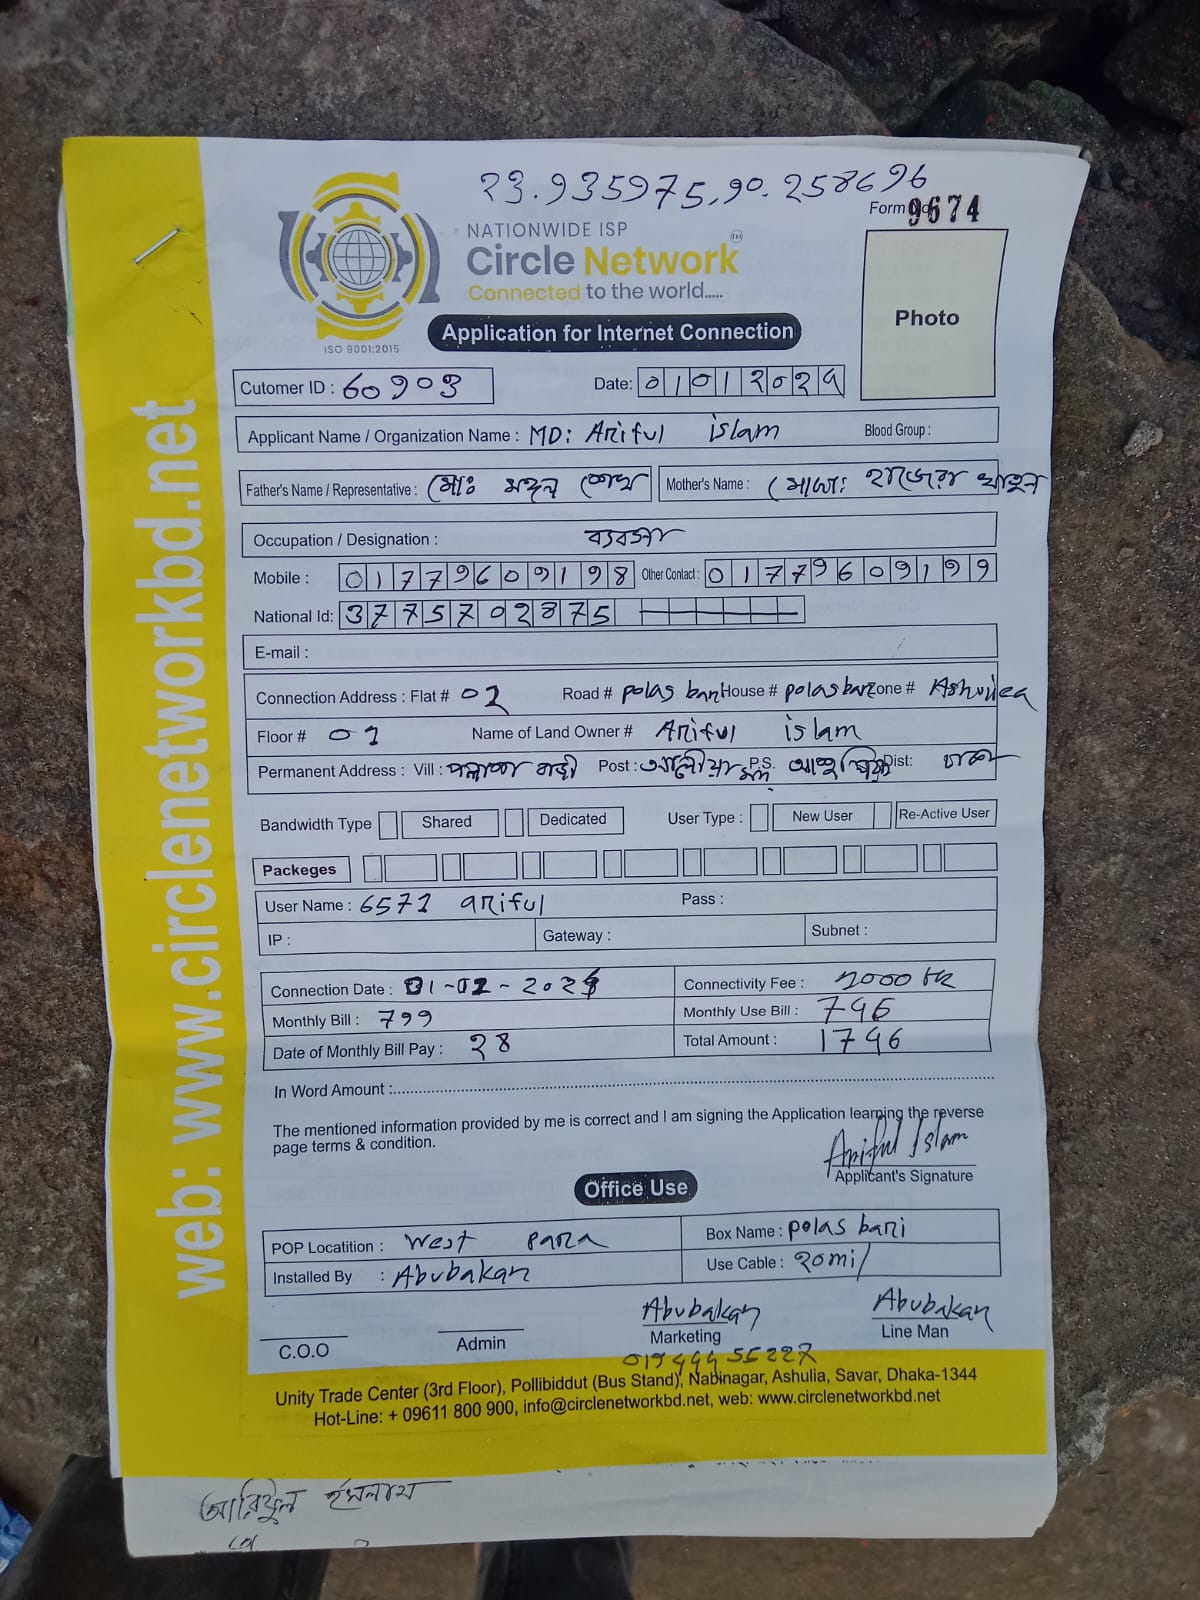 23.935975, 90.258696
Form No 9674
NATIONWIDE ISP
Circle Network TM
Connected to the world.....
ISO 9001:2015
Application for Internet Connection
Photo
Cutomer ID : 60903
Date: 01012024
Applicant Name / Organization Name : MD: Ariful islam Blood Group :
Father's Name / Representative : মোঃ মঙ্গল শেখ Mother's Name : মোছাঃ হাজেরা খাতুন
Occupation / Designation : ব্যবসা
Mobile : 01779609198 Other Contact : 01779609199
National Id: 3775702875
E-mail :
Connection Address : Flat # 02 Road # polas bari House # polas bari Zone # Ashulea
Floor # 01 Name of Land Owner # Ariful islam
Permanent Address : Vill : পলাশ বাড়ী Post : P.S. Dist: ঢাকা
Bandwidth Type Shared Dedicated User Type : New User Re-Active User
Packeges
User Name : 6571 ariful Pass :
IP : Gateway : Subnet :
Connection Date : 01-01-2024 Connectivity Fee : 1000 tk
Monthly Bill : 799 Monthly Use Bill : 796
Date of Monthly Bill Pay : 28 Total Amount : 1796
In Word Amount :
The mentioned information provided by me is correct and I am signing the Application learning the reverse
page terms & condition.
Ariful Islam
Applicant's Signature
Office Use
POP Locatition : West para Box Name : polas bari
Installed By : Abubakar Use Cable : 20mil
Abubakar Abubakar
C.O.O Admin Marketing Line Man
Unity Trade Center (3rd Floor), Pollibiddut (Bus Stand), Nabinagar, Ashulia, Savar, Dhaka-1344
Hot-Line: + 09611 800 900, info@circlenetworkbd.net, web: www.circlenetworkbd.net
web: www.circlenetworkbd.net
আরিফুল ইসলাম